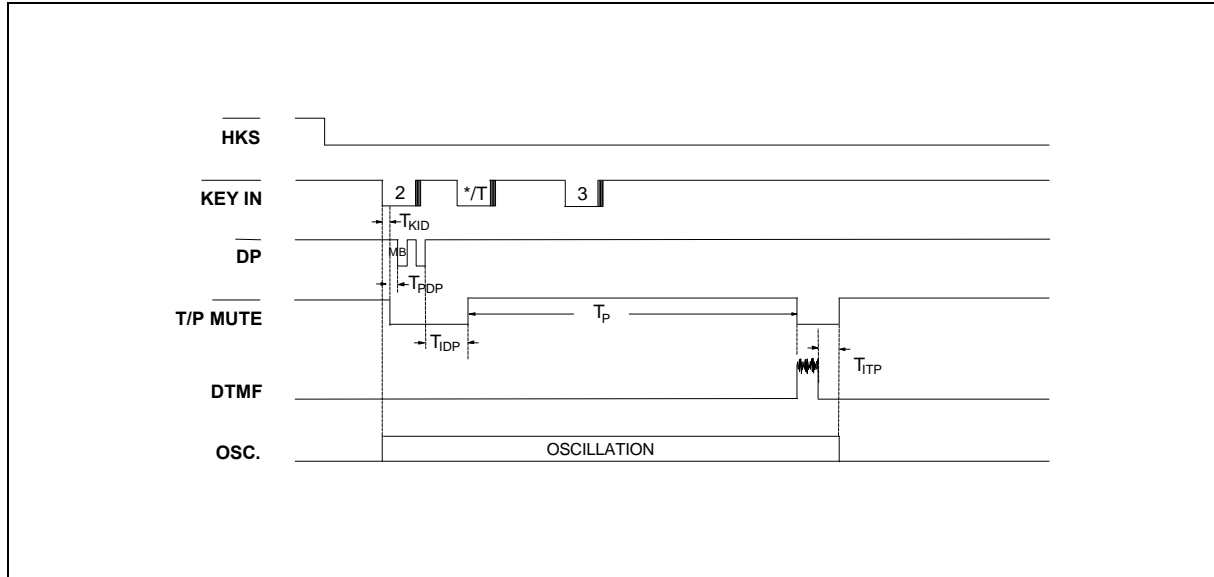 HKS
KEY IN
2
*/T
3
TKID
DP
MB
TPDP
T/P MUTE
TP
TIDP
TITP
DTMF
OSC.
OSCILLATION